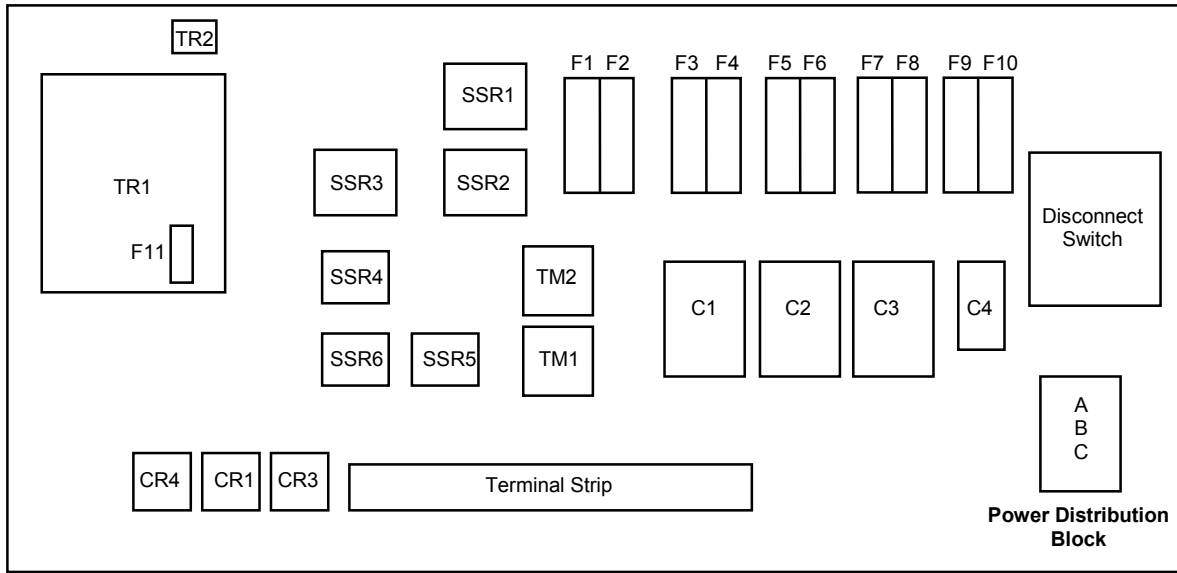 TR2
F1 F2 F3 F4 F5 F6 F7 F8 F9 F10
SSR1
TR1
SSR3
SSR2
Disconnect
Switch
F11
SSR4
TM2
C1
C2
C3
C4
SSR6
SSR5
TM1
A
B
C
CR4
CR1
CR3
Terminal Strip
Power Distribution
Block